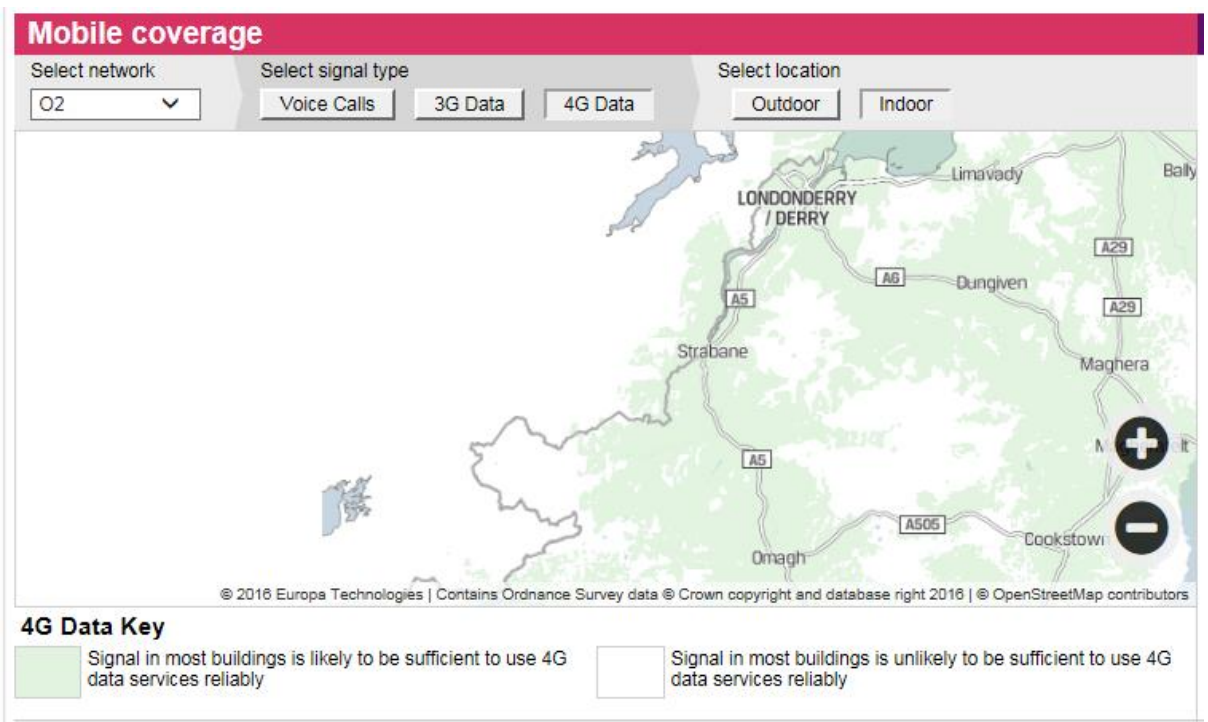 Mobile coverage
Select network
Select signal type
Select location
O2
Voice Calls
3G Data
4G Data
Outdoor
Indoor
Limavady
Bally
LONDONDERRY
/ DERRY
A29
A6
Dungiven
A5
A29
Strabane
Maghera
A5
A505
Cookstown
Omagh
© 2016 Europa Technologies | Contains Ordnance Survey data © Crown copyright and database right 2016 | © OpenStreetMap contributors
4G Data Key
Signal in most buildings is likely to be sufficient to use 4G
data services reliably
Signal in most buildings is unlikely to be sufficient to use 4G
data services reliably